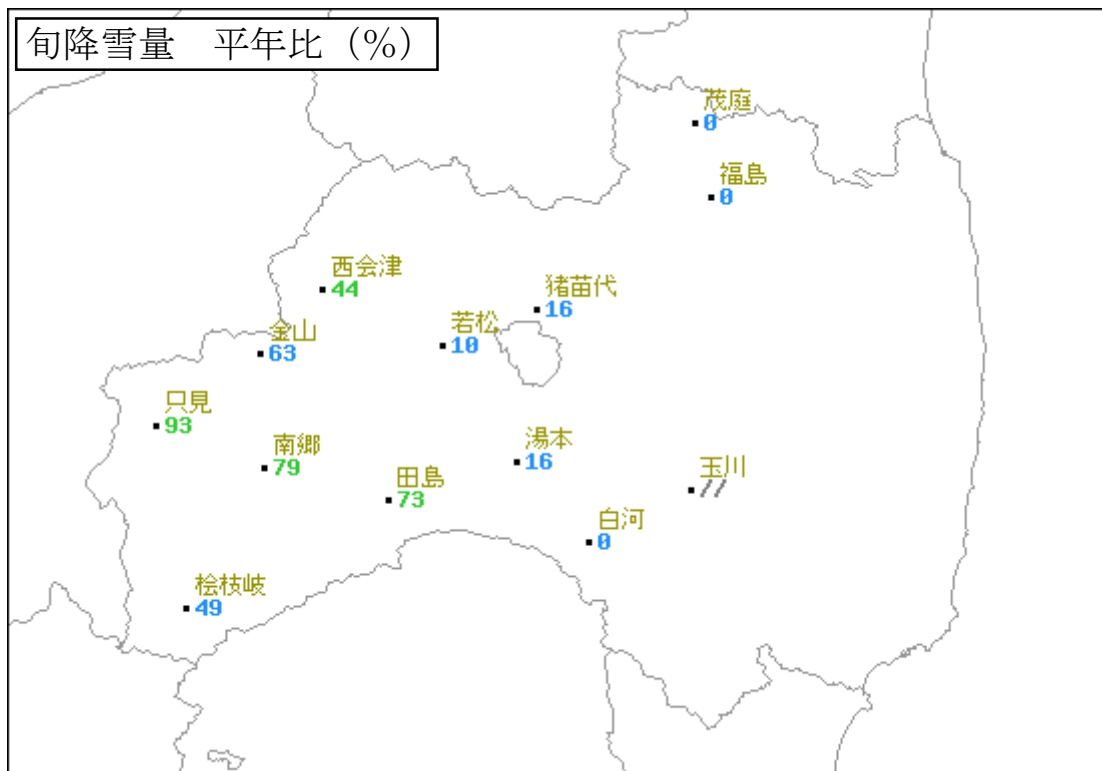 旬降雪量　平年比（％）
茂庭
0
福島
0
西会津
44
猪苗代
16
金山
63
若松
10
只見
93
南郷
79
湯本
16
田島
73
玉川
//
白河
0
桧枝岐
49